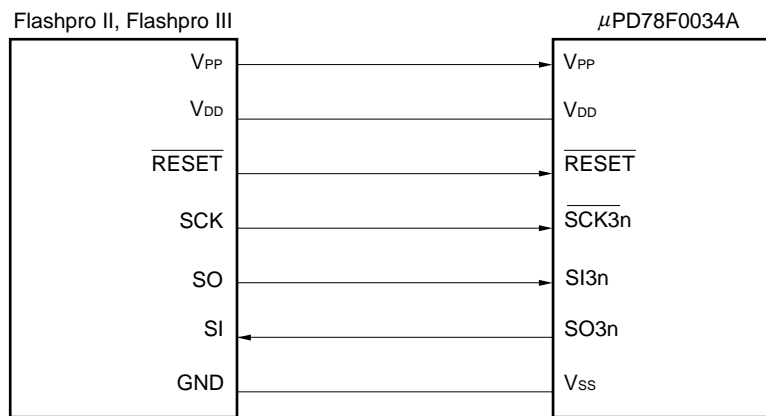 Flashpro II, Flashpro III
μPD78F0034A
VPP
VPP
VDD
VDD
RESET
RESET
SCK
SCK3n
SO
SI3n
SI
SO3n
GND
VSS